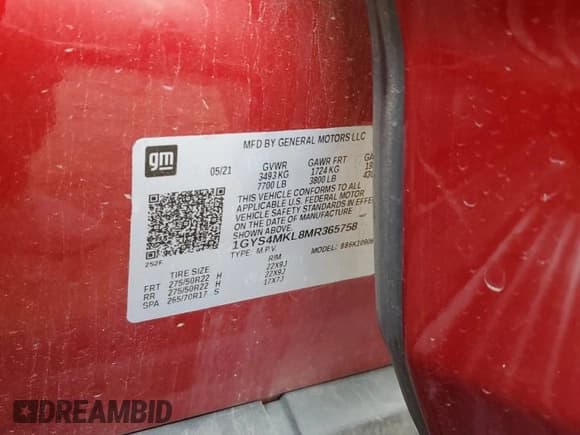 MFD BY GENERAL MOTORS LLC
gm
05/21 GVWR GAWR FRT
3493 KG 1724 KG
7700 LB 3800 LB
THIS VEHICLE CONFORMS TO ALL
APPLICABLE U.S. FEDERAL MOTOR
VEHICLE SAFETY STANDARDS IN EFFECT
ON THE DATE OF MANUFACTURE
SHOWN ABOVE.
1GYS4MKL8MR365758
TYPE: M.P.V. MODEL:
252F
TIRE SIZE RIM
FRT 275/50R22 H 22X9J
RR 275/50R22 H 22X9J
SPA 265/70R17 S 17X7J
DREAMBID